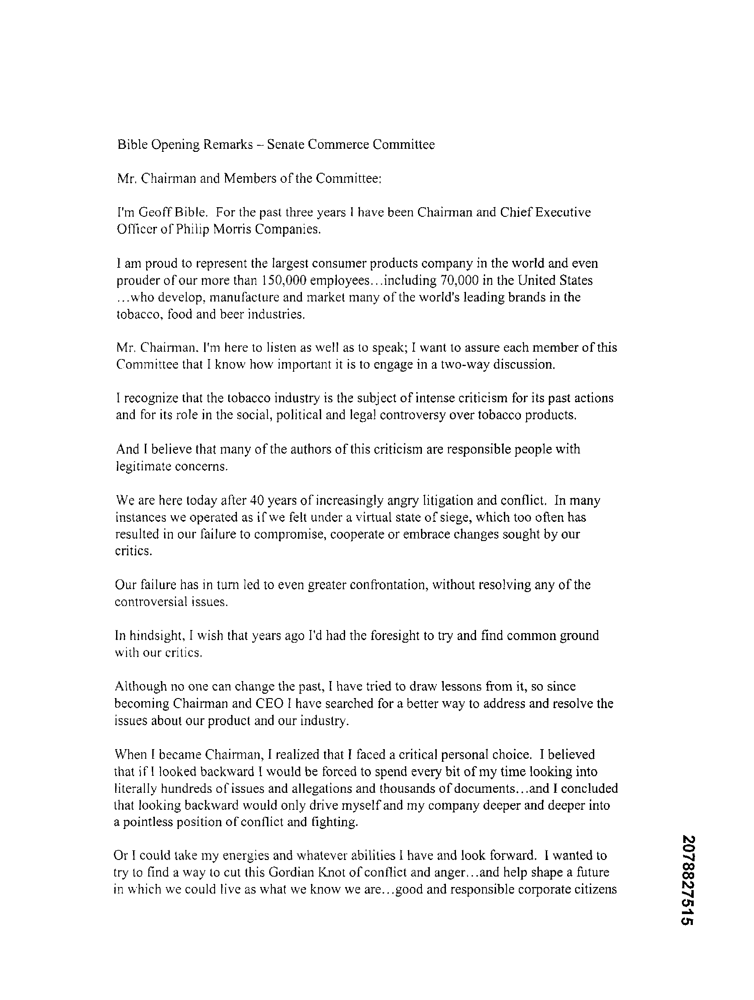 Bible Opening Remarks – Senate Commerce Committee
Mr. Chairman and Members of the Committee:
I'm Geoff Bible. For the past three years I have been Chairman and Chief Executive
Officer of Philip Morris Companies.
I am proud to represent the largest consumer products company in the world and even
prouder of our more than 150,000 employees…including 70,000 in the United States
…who develop, manufacture and market many of the world's leading brands in the
tobacco, food and beer industries.
Mr. Chairman. I'm here to listen as well as to speak; I want to assure each member of this
Committee that I know how important it is to engage in a two-way discussion.
I recognize that the tobacco industry is the subject of intense criticism for its past actions
and for its role in the social, political and legal controversy over tobacco products.
And I believe that many of the authors of this criticism are responsible people with
legitimate concerns.
We are here today after 40 years of increasingly angry litigation and conflict. In many
instances we operated as if we felt under a virtual state of siege, which too often has
resulted in our failure to compromise, cooperate or embrace changes sought by our
critics.
Our failure has in turn led to even greater confrontation, without resolving any of the
controversial issues.
In hindsight, I wish that years ago I'd had the foresight to try and find common ground
with our critics.
Although no one can change the past, I have tried to draw lessons from it, so since
becoming Chairman and CEO I have searched for a better way to address and resolve the
issues about our product and our industry.
When I became Chairman, I realized that I faced a critical personal choice. I believed
that if I looked backward I would be forced to spend every bit of my time looking into
literally hundreds of issues and allegations and thousands of documents…and I concluded
that looking backward would only drive myself and my company deeper and deeper into
a pointless position of conflict and fighting.
Or I could take my energies and whatever abilities I have and look forward. I wanted to
try to find a way to cut this Gordian Knot of conflict and anger…and help shape a future
in which we could live as what we know we are…good and responsible corporate citizens
2078827515